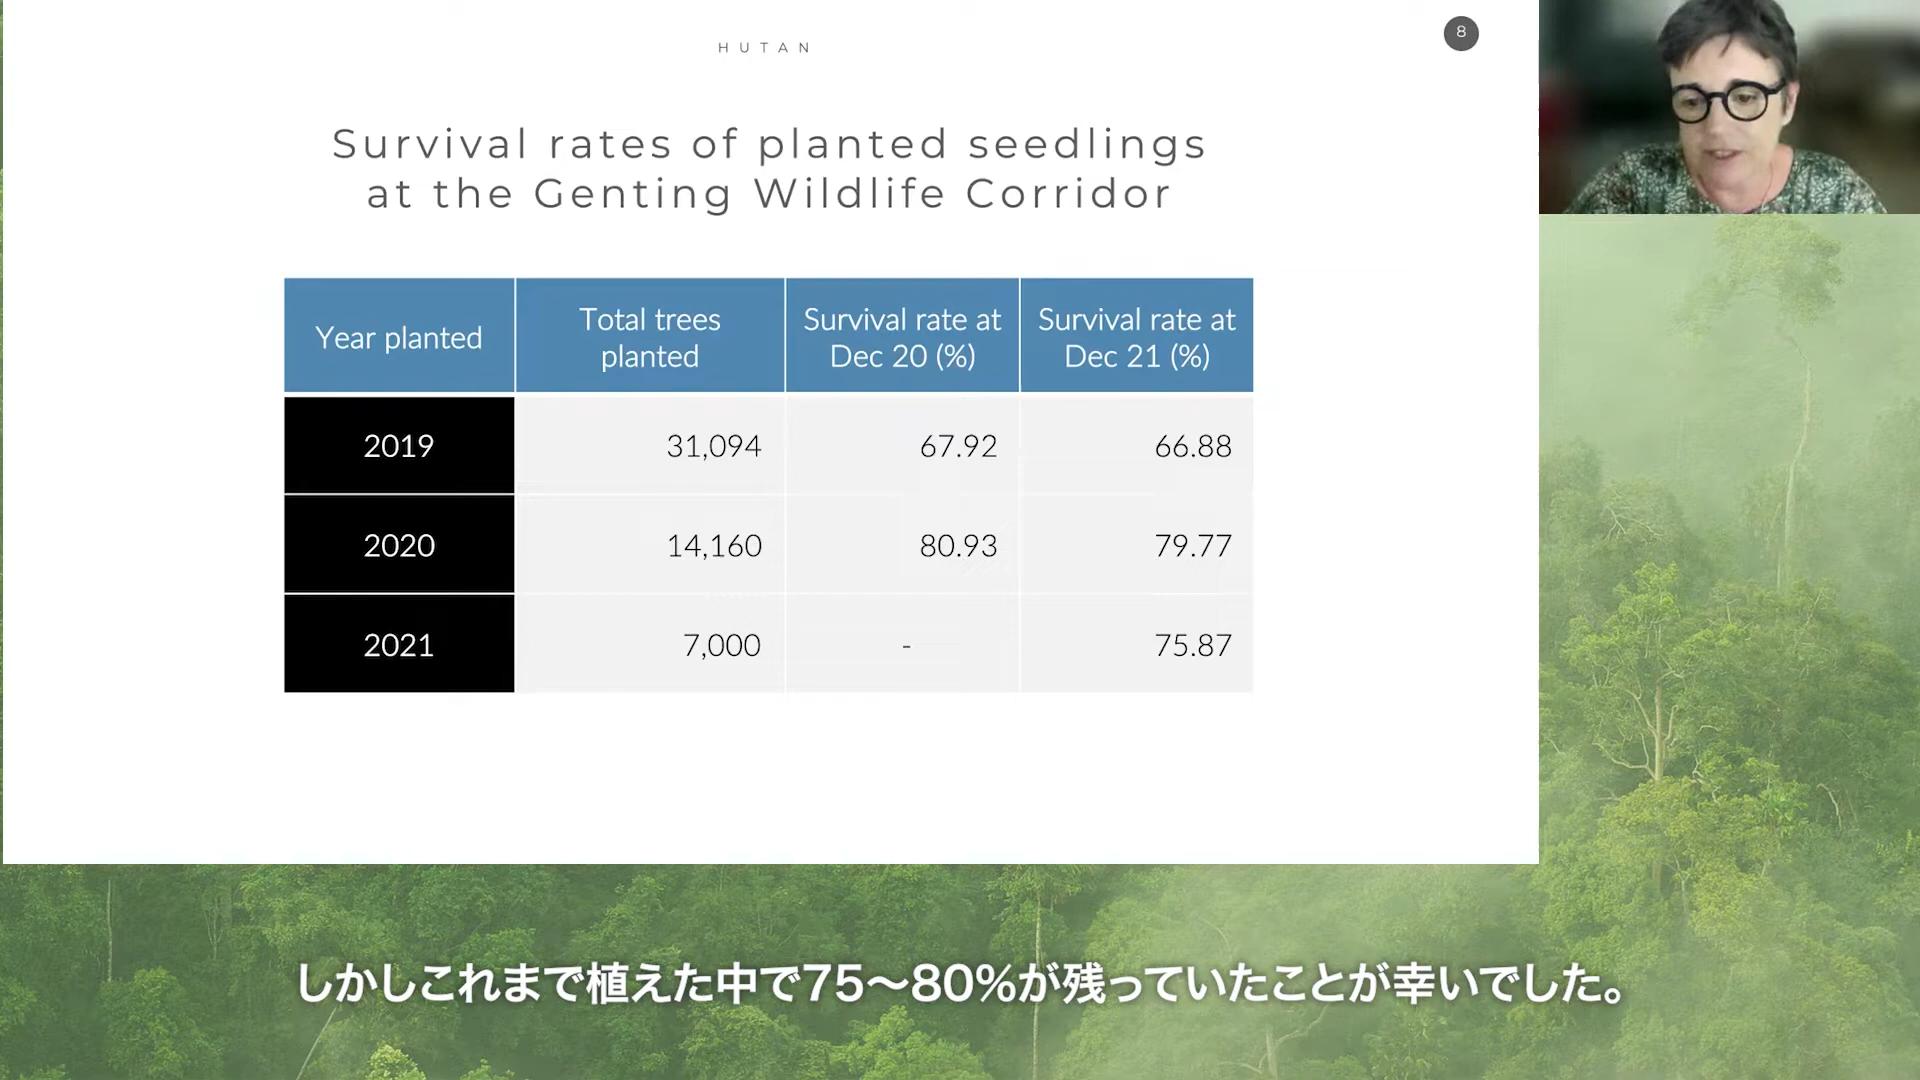 HUTAN
8
Survival rates of planted seedlings
at the Genting Wildlife Corridor
Year planted
Total trees
planted
Survival rate at
Dec 20 (%)
Survival rate at
Dec 21 (%)
2019
31,094
67.92
66.88
2020
14,160
80.93
79.77
2021
7,000
-
75.87
しかしこれまで植えた中で75〜80%が残っていたことが幸いでした。